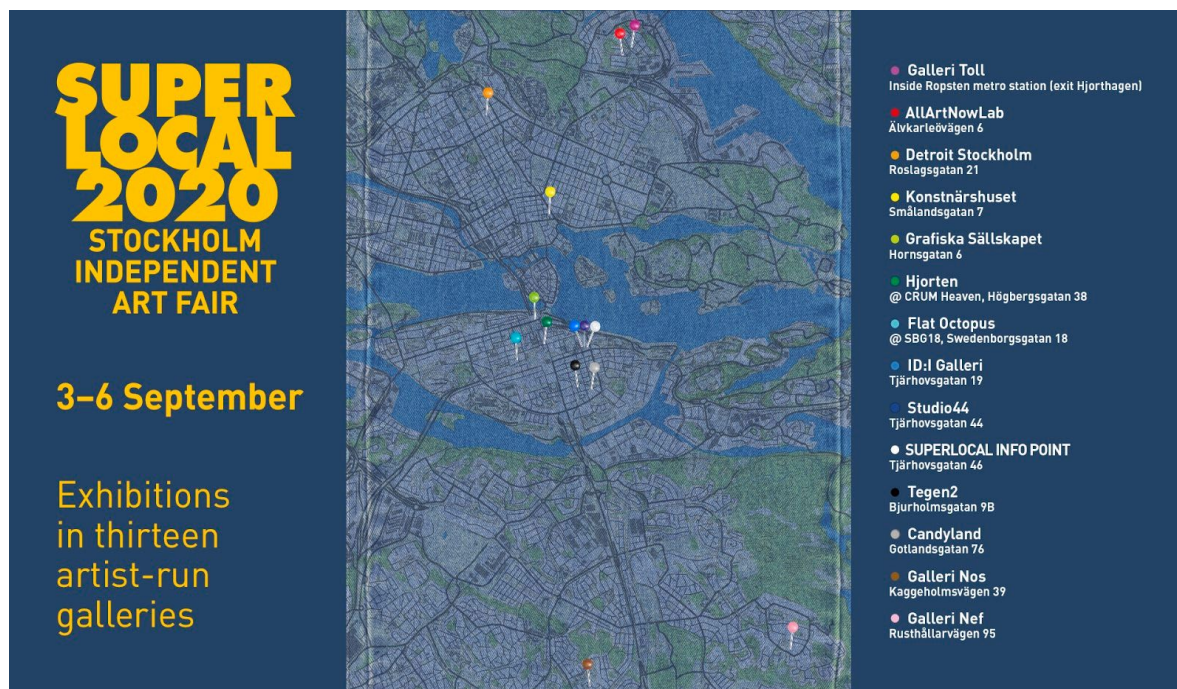 SUPER
LOCAL
2020
STOCKHOLM
INDEPENDENT
ART FAIR
3–6 September
Exhibitions
in thirteen
artist-run
galleries
Galleri Toll
Inside Ropsten metro station (exit Hjorthagen)
AllArtNowLab
Älvkarleövägen 6
Detroit Stockholm
Roslagsgatan 21
Konstnärshuset
Smålandsgatan 7
Grafiska Sällskapet
Hornsgatan 6
Hjorten
@ CRUM Heaven, Högbergsgatan 38
Flat Octopus
@ SBG18, Swedenborgsgatan 18
ID:I Galleri
Tjärhovsgatan 19
Studio44
Tjärhovsgatan 44
SUPERLOCAL INFO POINT
Tjärhovsgatan 46
Tegen2
Bjurholmsgatan 9B
Candyland
Gotlandsgatan 76
Galleri Nos
Kaggeholmsvägen 39
Galleri Nef
Rusthållarvägen 95